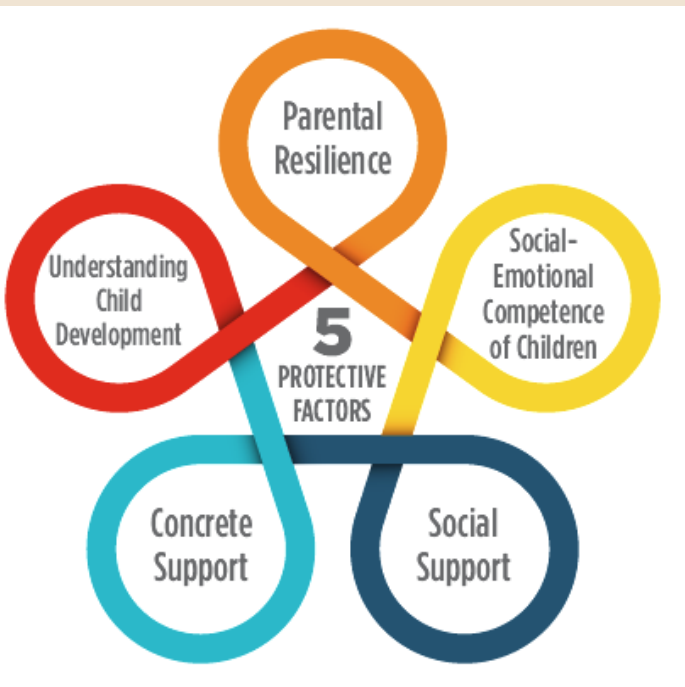 Parental
Resilience
Understanding
Child
Development
Social-
Emotional
Competence
of Children
5
PROTECTIVE
FACTORS
Concrete
Support
Social
Support